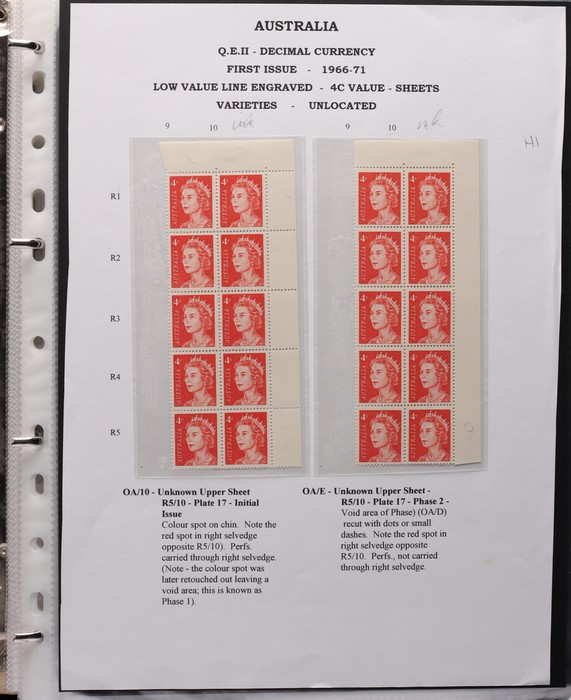 AUSTRALIA
Q.E.II - DECIMAL CURRENCY
FIRST ISSUE - 1966-71
LOW VALUE LINE ENGRAVED - 4C VALUE - SHEETS
VARIETIES - UNLOCATED
9 10 9 10
R1
R2
R3
R4
R5
4c AUSTRALIA
OA/10 - Unknown Upper Sheet
R5/10 - Plate 17 - Initial
Issue
Colour spot on chin. Note the
red spot in right selvedge
opposite R5/10). Perfs.
carried through right selvedge.
(Note - the colour spot was
later retouched out leaving a
void area; this is known as
Phase 1).
OA/E - Unknown Upper Sheet -
R5/10 - Plate 17 - Phase 2 -
Void area of Phase) (OA/D)
recut with dots or small
dashes. Note the red spot in
right selvedge opposite
R5/10. Perfs., not carried
through right selvedge.